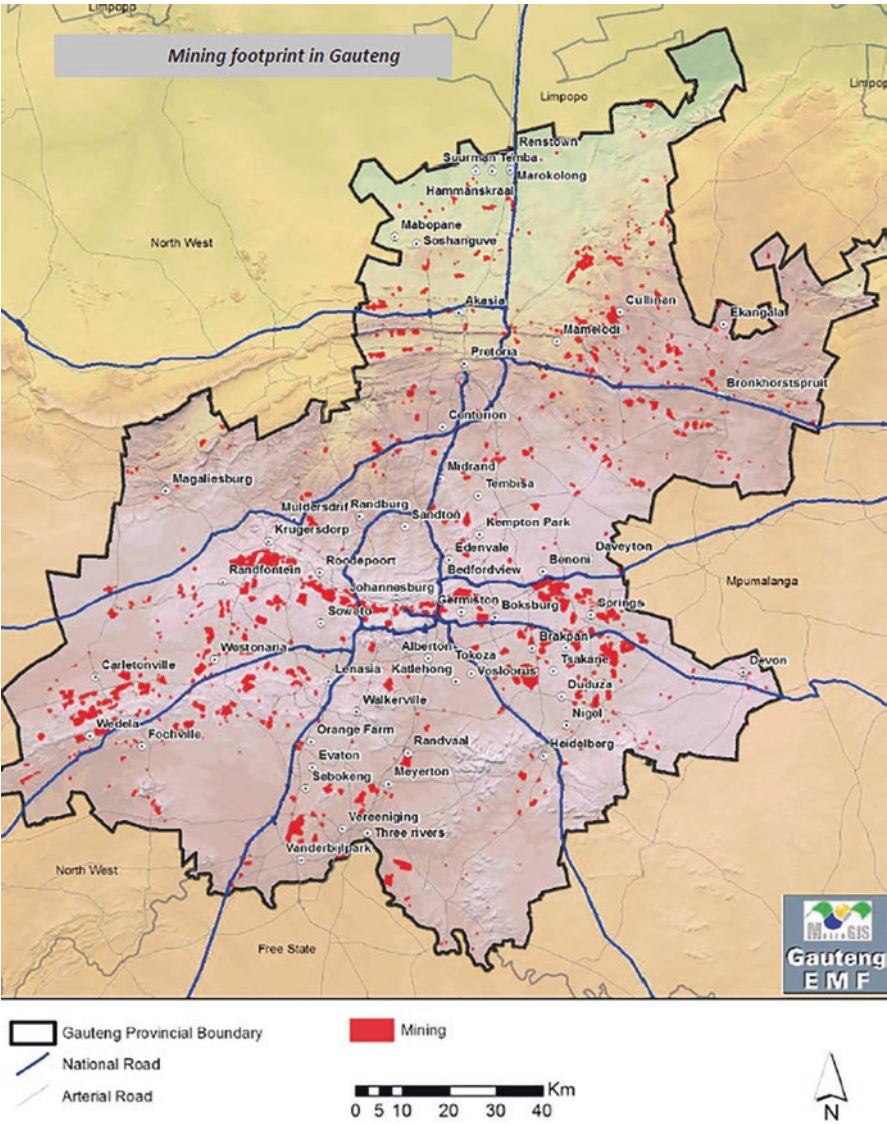 Limpopo
Mining footprint in Gauteng
Limpopo
Limpop
Renstown
Suurman Temba
Marokolong
Hammanskraal
Mabopane
Soshanguve
North West
Akasia
Cullinen
Ekangala
Mamelodi
Pretoria
Bronkhorstspruit
Centurion
Midrand
Magaliesburg
Tembisa
Muldersdrif
Randburg
Sandton
Kempton Park
Krugersdorp
Edenvale
Daveyton
Roodepoort
Bedfordview
Benoni
Randfontein
Mpumalanga
Johannesburg
Germiston
Boksburg
Springs
Soweto
Brakpan
Alberton
Tokoza
Westonaria
Tsakane
Devon
Carletonville
Lenasia
Katlehong
Vosloorus
Duduza
Walkerville
Nigel
Wedela
Orange Farm
Fochville
Randvaal
Heidelberg
Evaton
Sebokeng
Meyerton
Vereeniging
Three rivers
Vanderbijlpark
North West
Free State
MetroGIS
Gauteng
EMF
Gauteng Provincial Boundary
Mining
National Road
Arterial Road
Km
0 5 10 20 30 40
N